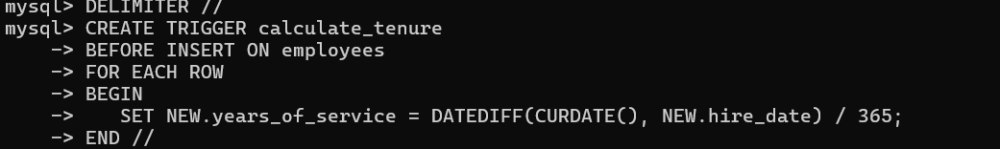 mysql> DELIMITER //
mysql> CREATE TRIGGER calculate_tenure
    -> BEFORE INSERT ON employees
    -> FOR EACH ROW
    -> BEGIN
    ->    SET NEW.years_of_service = DATEDIFF(CURDATE(), NEW.hire_date) / 365;
    -> END //